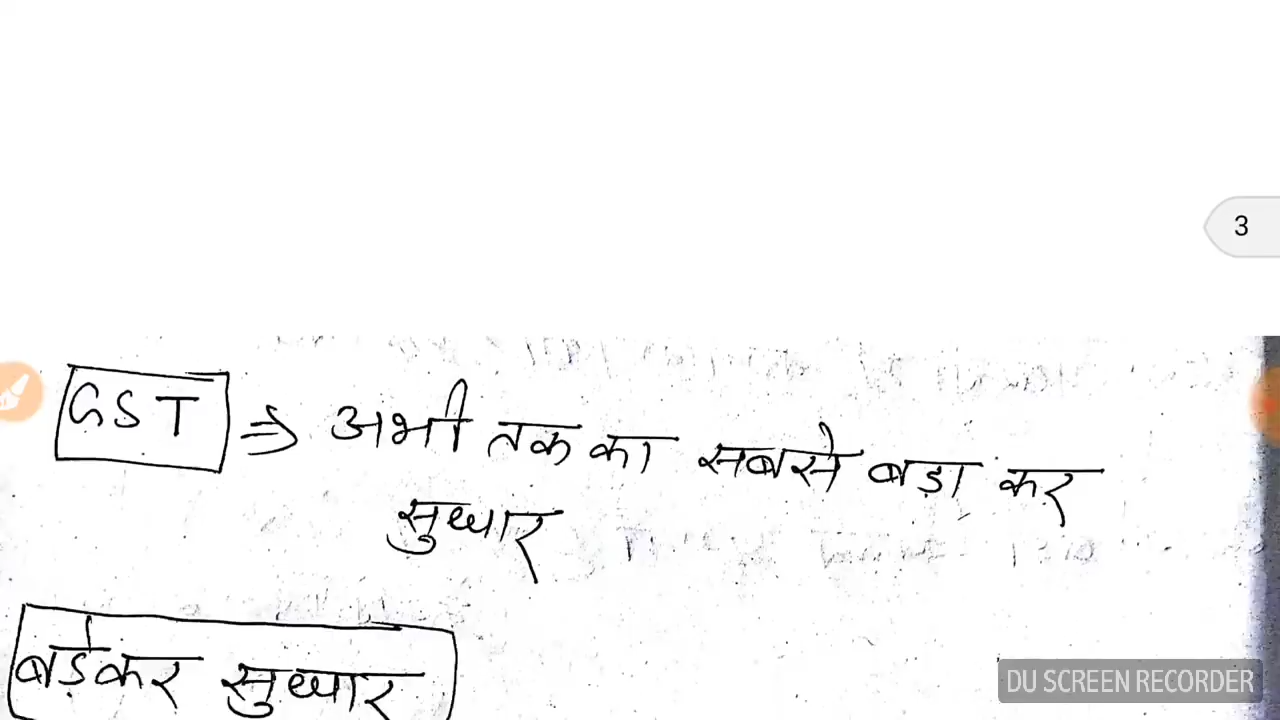 3
GST ⇒ अभी तक का सबसे बड़ा कर
सुधार
बड़े कर सुधार
DU SCREEN RECORDER